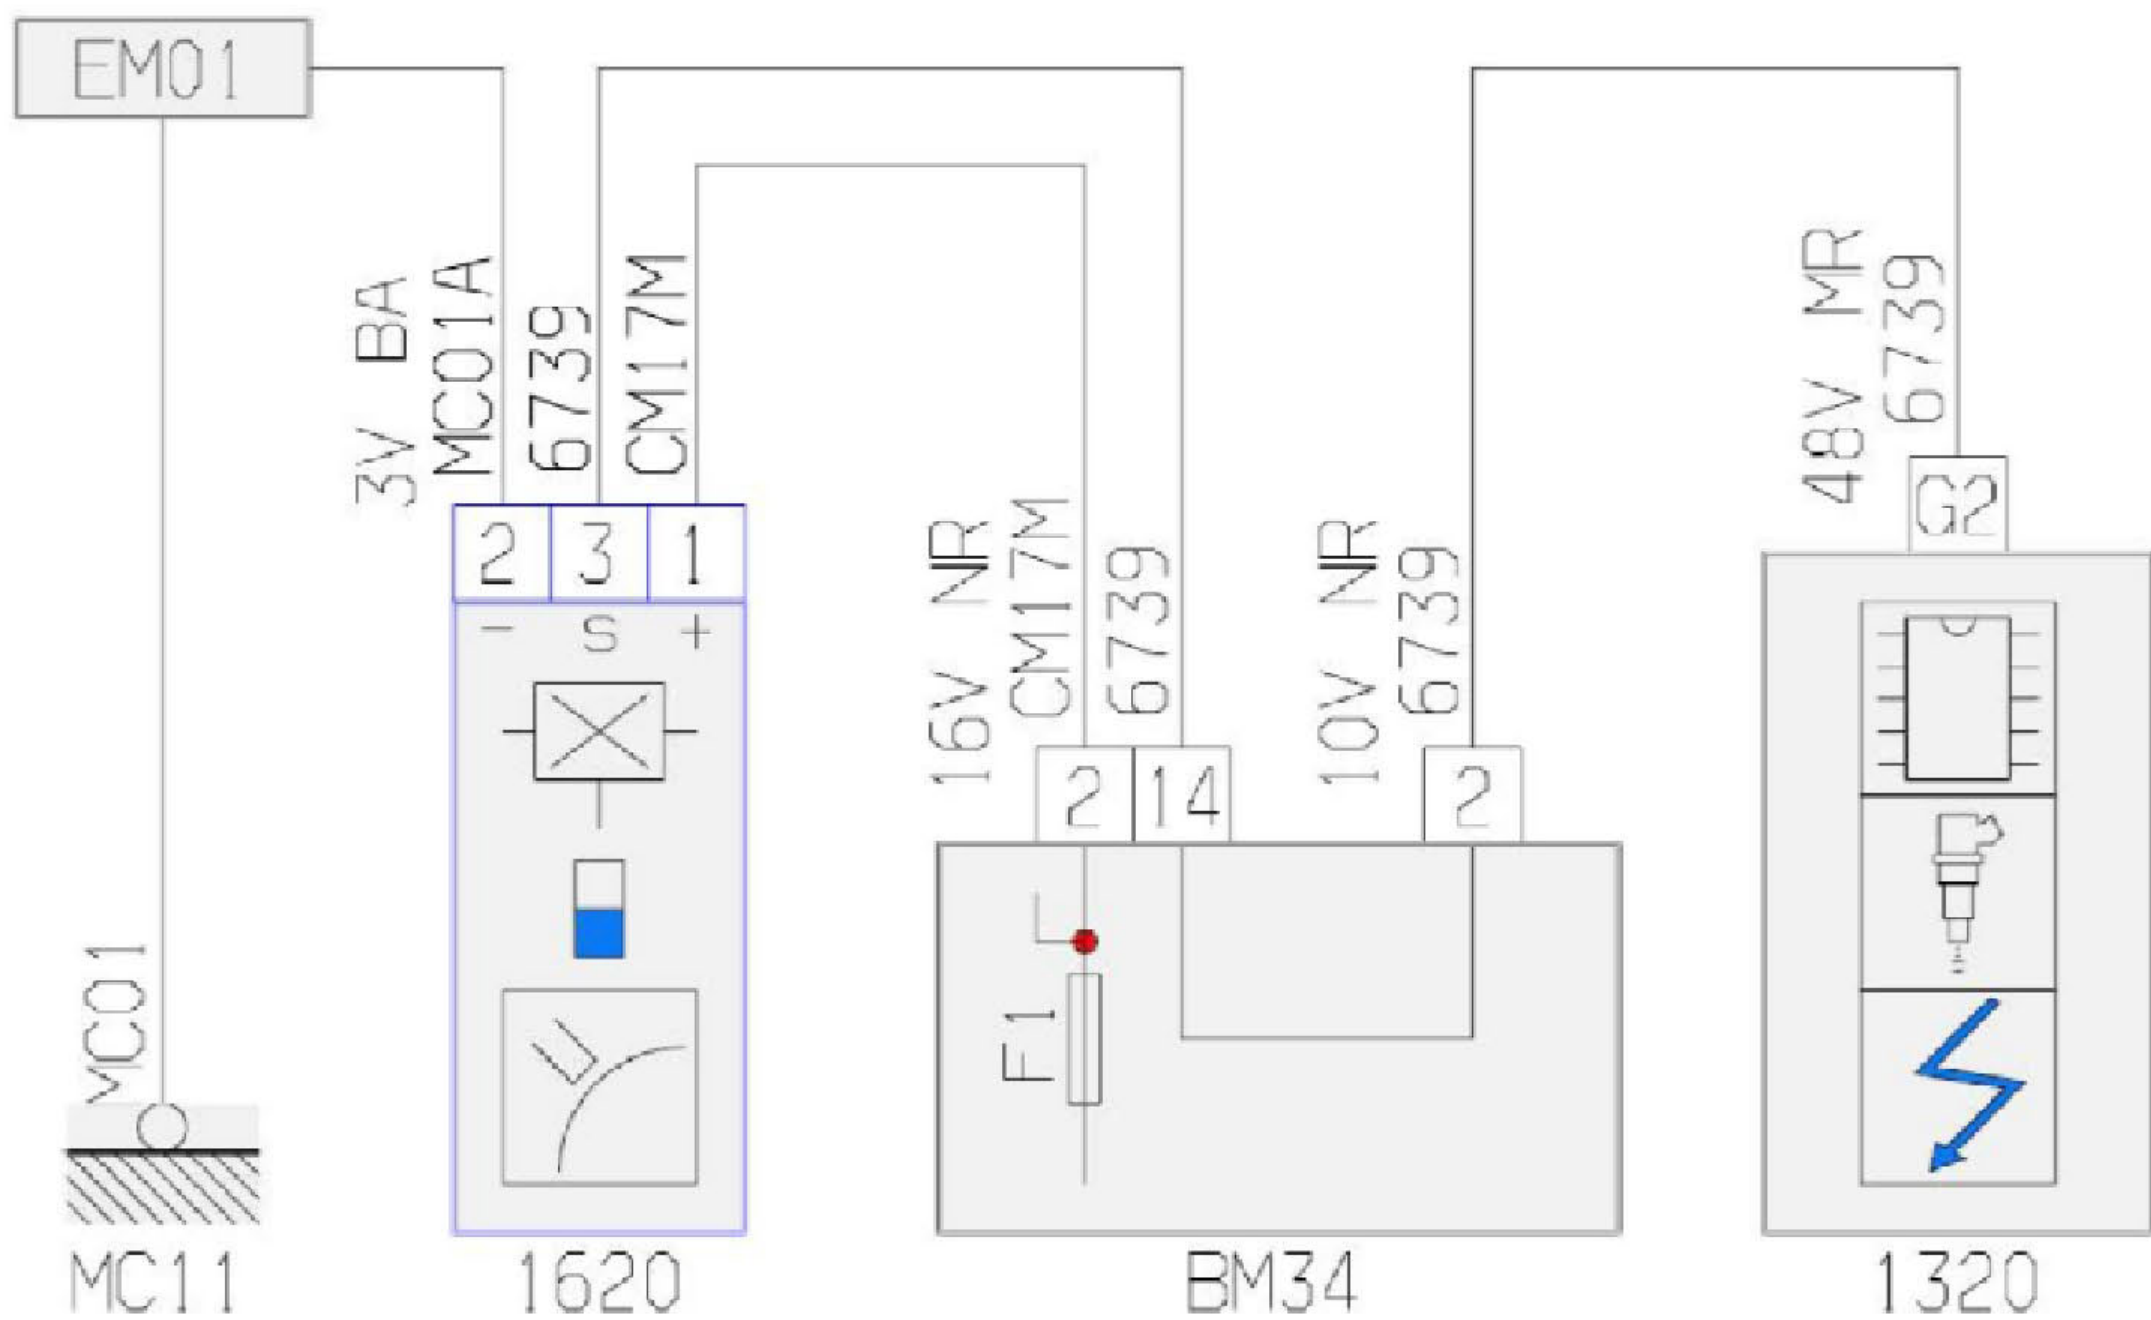 EM01
3V BA
MC01A
6739
CM17M
48V MR
6739
G2
2 3 1
- S +
16V NR
CM17M
6739
10V NR
6739
2 14
2
F1
MC01
MC11
1620
BM34
1320